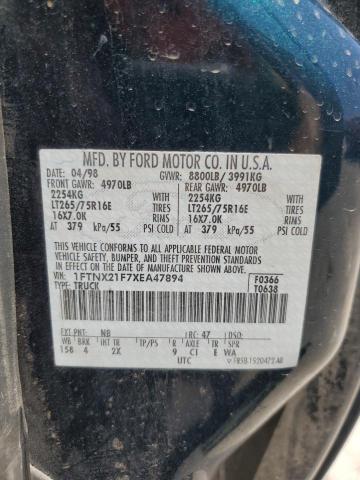 MFD. BY FORD MOTOR CO. IN U.S.A.
DATE: 04/98 GVWR: 8800LB/ 3991KG
FRONT GAWR: 4970LB REAR GAWR: 4970LB
2254KG WITH 2254KG WITH
LT265/75R16E TIRES LT265/75R16E TIRES
16X7.0K RIMS 16X7.0K RIMS
AT 379 kPa/55 PSI COLD AT 379 kPa/55 PSI COLD
THIS VEHICLE CONFORMS TO ALL APPLICABLE FEDERAL MOTOR
VEHICLE SAFETY, BUMPER, AND THEFT PREVENTION STANDARDS
IN EFFECT ON THE DATE OF MANUFACTURE SHOWN ABOVE.
VIN: 1FTNX21F7XEA47894 F0366
TYPE: TRUCK T0638
EXT PNT: NB RC: 47 DSO:
WB BRK INT TR TP/PS R AXLE TR SPR
158 4 2X 9 C1 E WA
UTC